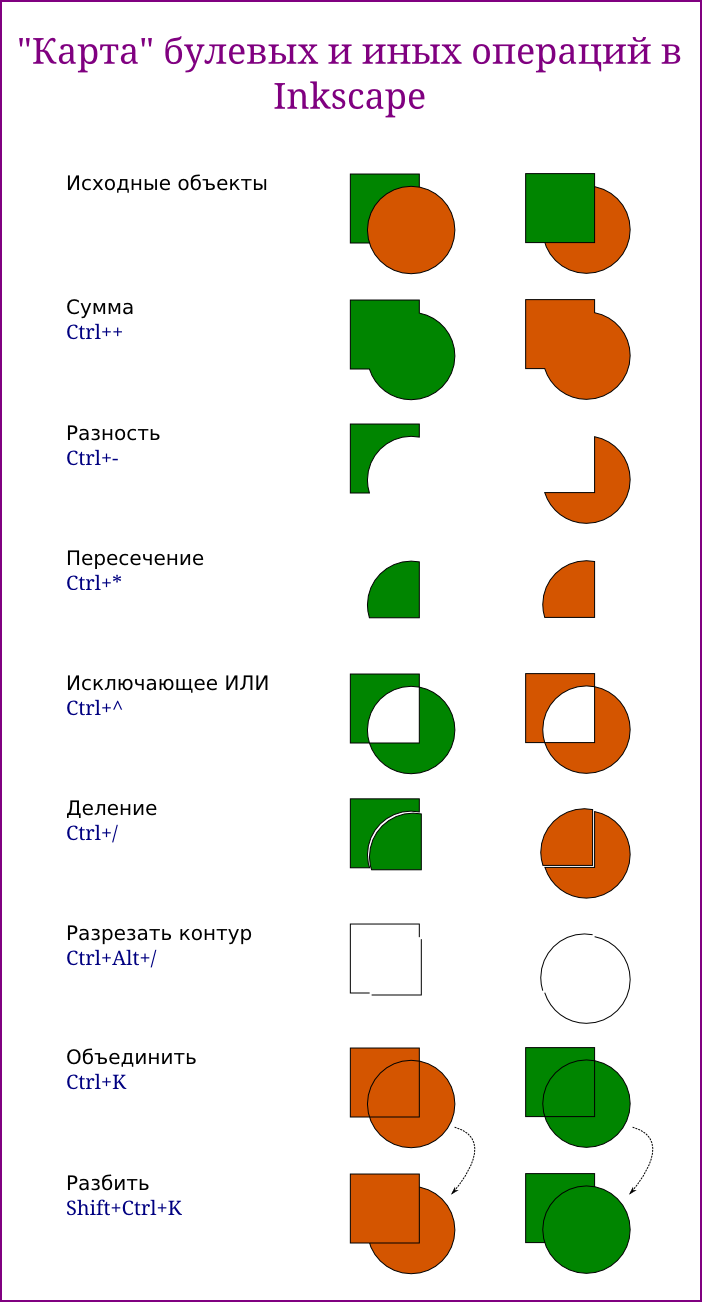 "Карта" булевых и иных операций в
Inkscape
Исходные объекты
Сумма
Ctrl++
Разность
Ctrl+-
Пересечение
Ctrl+*
Исключающее ИЛИ
Ctrl+^
Деление
Ctrl+/
Разрезать контур
Ctrl+Alt+/
Объединить
Ctrl+K
Разбить
Shift+Ctrl+K